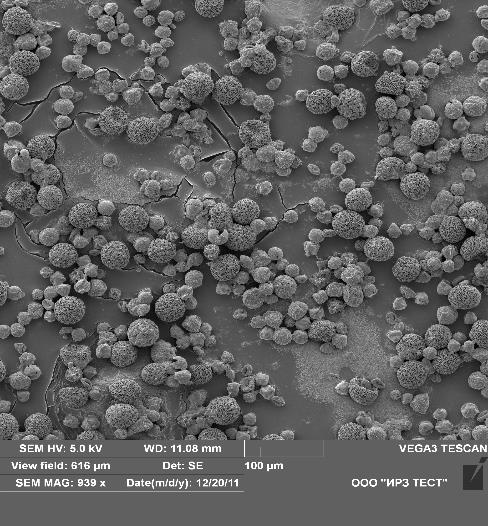 SEM HV: 5.0 kV WD: 11.08 mm VEGA3 TESCAN
View field: 616 µm Det: SE 100 µm
SEM MAG: 939 x Date(m/d/y): 12/20/11 ООО "ИРЗ ТЕСТ"